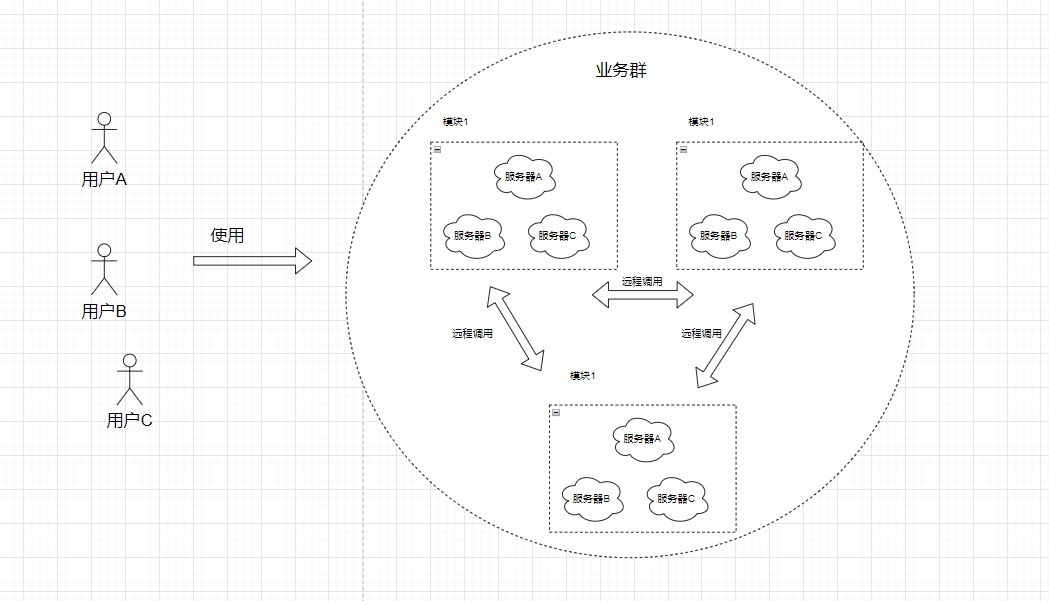 业务群
模块1
模块1
服务器A
服务器A
用户A
服务器B
服务器C
服务器B
服务器C
使用
远程调用
用户B
远程调用
远程调用
模块1
用户C
服务器A
服务器B
服务器C